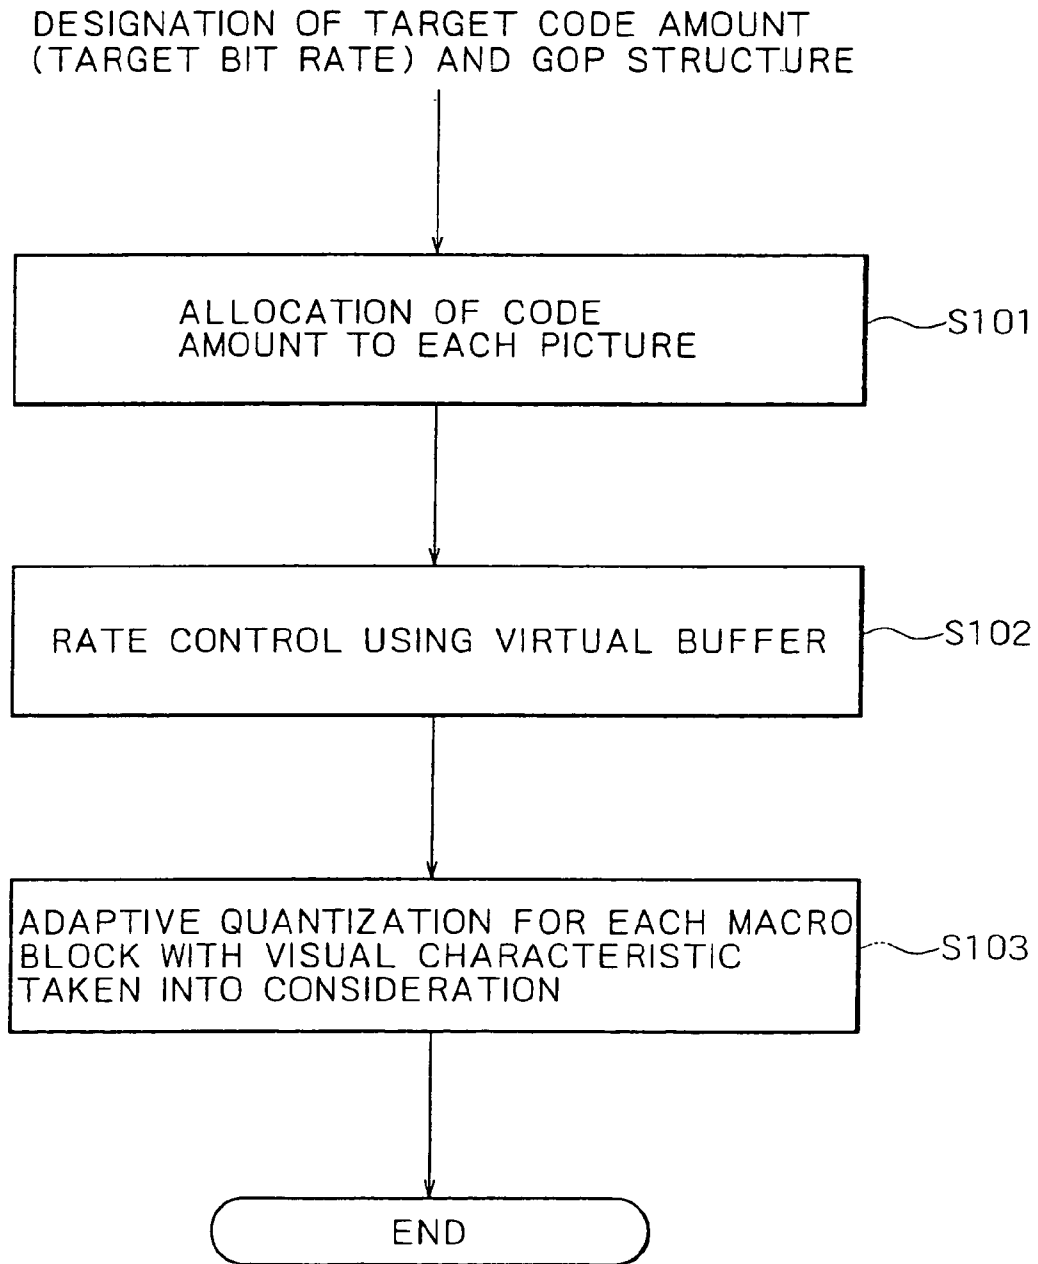 DESIGNATION OF TARGET CODE AMOUNT
(TARGET BIT RATE) AND GOP STRUCTURE
ALLOCATION OF CODE
AMOUNT TO EACH PICTURE
S101
RATE CONTROL USING VIRTUAL BUFFER
S102
ADAPTIVE QUANTIZATION FOR EACH MACRO
BLOCK WITH VISUAL CHARACTERISTIC
TAKEN INTO CONSIDERATION
S103
END